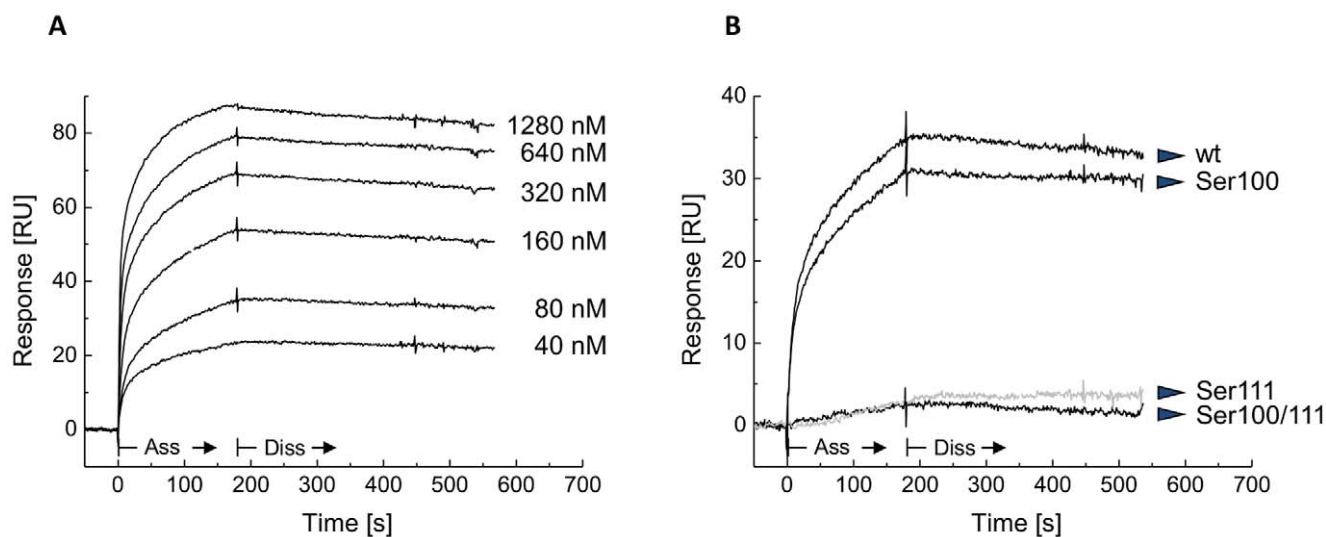 A
Response [RU]
80
60
40
20
0
1280 nM
640 nM
320 nM
160 nM
80 nM
40 nM
Ass
Diss
0 100 200 300 400 500 600 700
Time [s]
B
Response [RU]
40
30
20
10
0
wt
Ser100
Ser111
Ser100/111
Ass
Diss
0 100 200 300 400 500 600 700
Time [s]